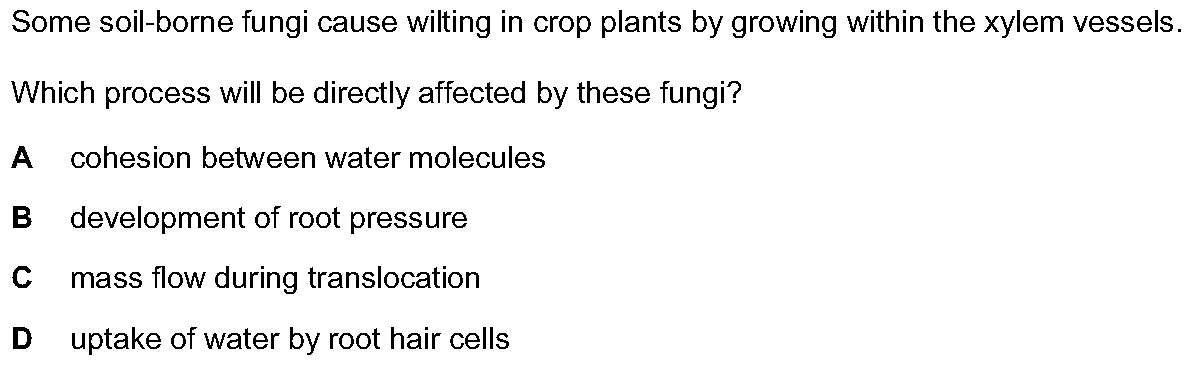 Some soil-borne fungi cause wilting in crop plants by growing within the xylem vessels.
Which process will be directly affected by these fungi?
A cohesion between water molecules
B development of root pressure
C mass flow during translocation
D uptake of water by root hair cells